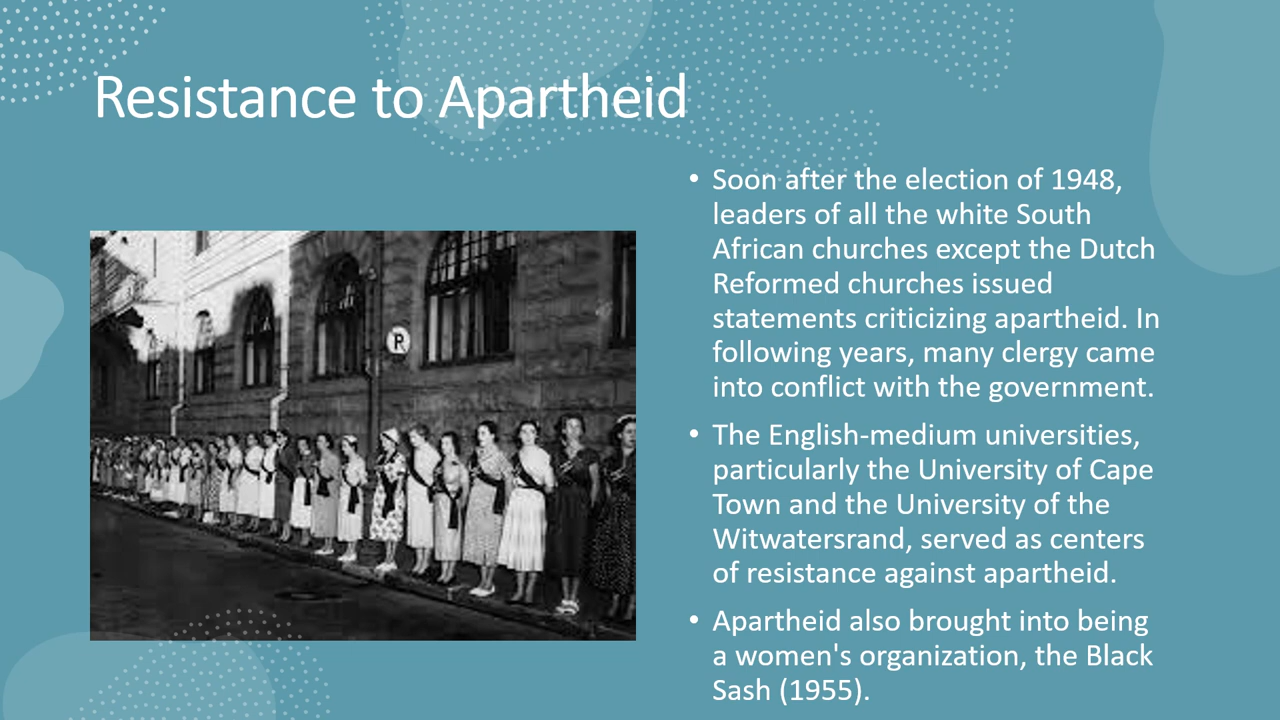 Resistance to Apartheid
• Soon after the election of 1948,
leaders of all the white South
African churches except the Dutch
Reformed churches issued
statements criticizing apartheid. In
following years, many clergy came
into conflict with the government.
• The English-medium universities,
particularly the University of Cape
Town and the University of the
Witwatersrand, served as centers
of resistance against apartheid.
• Apartheid also brought into being
a women's organization, the Black
Sash (1955).
R